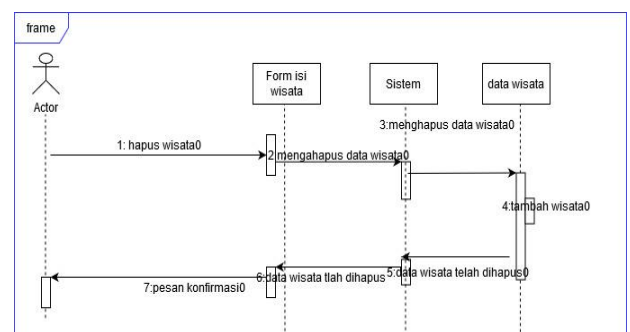 frame
Form isi
wisata
Sistem
data wisata
Actor
3:menghapus data wisata0
1: hapus wisata0
2:mengahapus data wisata0
4:tambah wisata0
5:data wisata telah dihapus0
6:data wisata tlah dihapus
7:pesan konfirmasi0